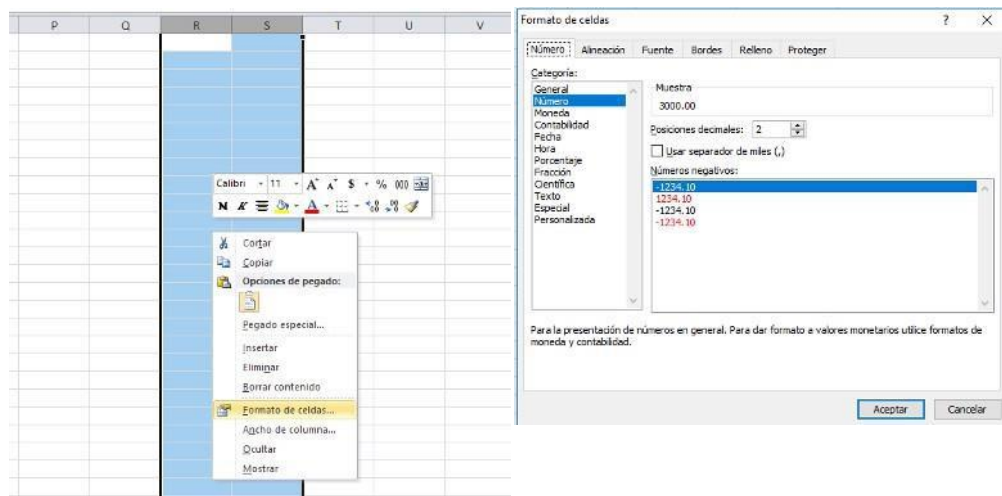 P Q R S T U V
Calibri 11 A A $ % 000
N K A
Cortar
Copiar
Opciones de pegado:
Pegado especial...
Insertar
Eliminar
Borrar contenido
Formato de celdas...
Ancho de columna...
Ocultar
Mostrar
Formato de celdas ? X
Número Alineación Fuente Bordes Relleno Proteger
Categoría:
General
Número
Moneda
Contabilidad
Fecha
Hora
Porcentaje
Fracción
Científica
Texto
Especial
Personalizada
Muestra
3000.00
Posiciones decimales: 2
Usar separador de miles (,)
Números negativos:
-1234.10
1234.10
-1234.10
-1234.10
Para la presentación de números en general. Para dar formato a valores monetarios utilice formatos de
moneda y contabilidad.
Aceptar Cancelar